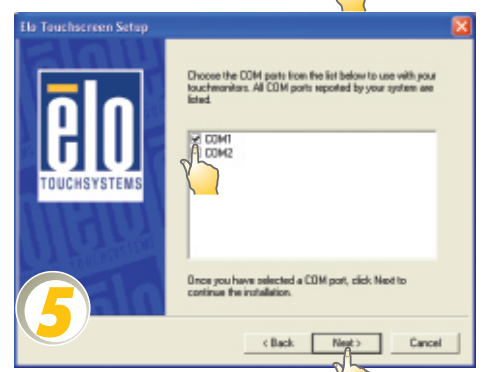 Elo Touchscreen Setup
Choose the COM ports from the list below to use with your
touchmonitors. All COM ports reported by your system are
listed.
elo
TOUCHSYSTEMS
COM1
COM2
Once you have selected a COM port, click Next to
continue the installation.
5
< Back
Next >
Cancel